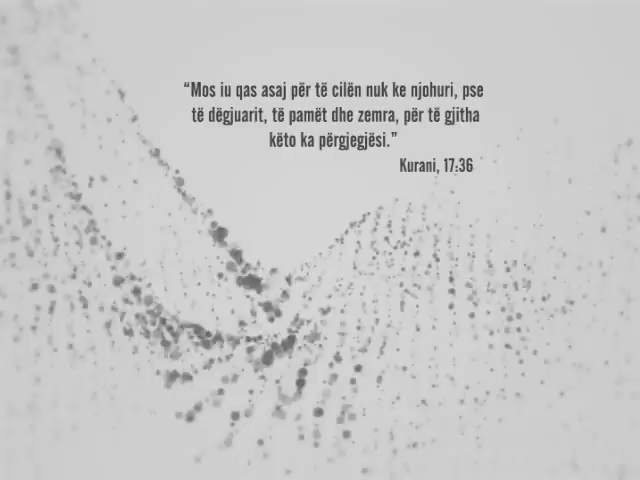 “Mos iu qas asaj për të cilën nuk ke njohuri, pse
të dëgjuarit, të pamët dhe zemra, për të gjitha
këto ka përgjegjësi.”
Kurani, 17:36